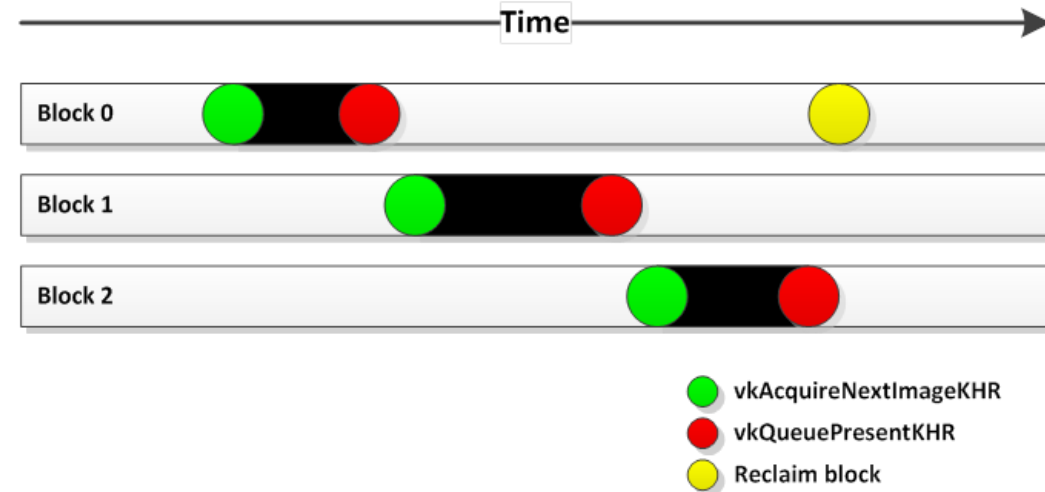 Time
Block 0
Block 1
Block 2
vkAcquireNextImageKHR
vkQueuePresentKHR
Reclaim block